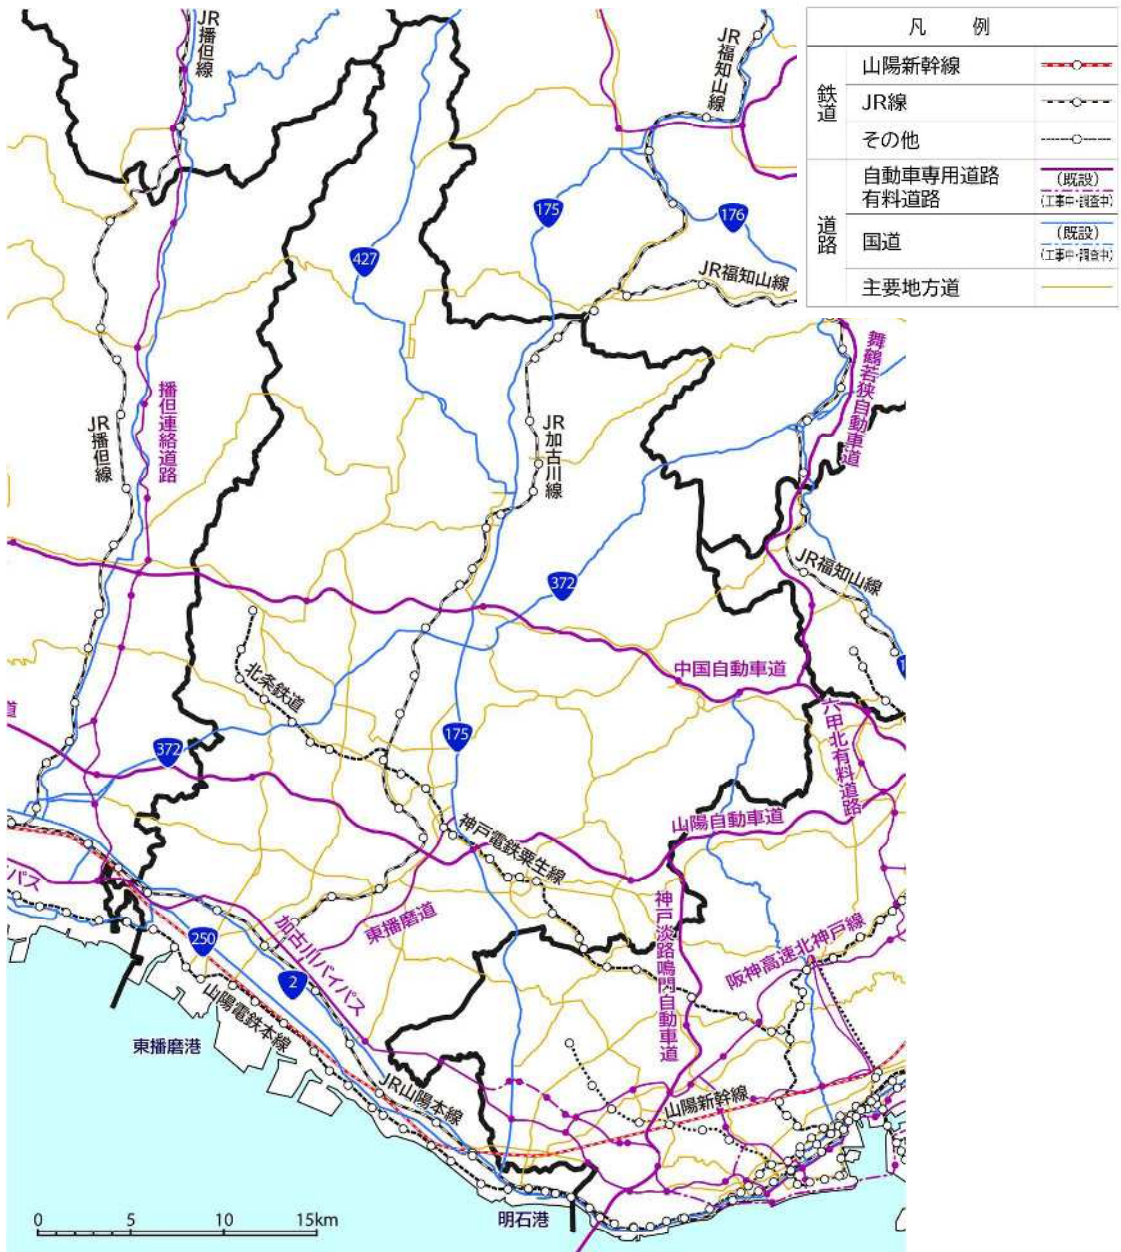 凡 例
鉄道
山陽新幹線
JR線
その他
道路
自動車専用道路
有料道路
(既設)
(工事中・調査中)
国道
(既設)
(工事中・調査中)
主要地方道
JR播但線
JR福知山線
175
176
427
JR福知山線
舞鶴若狭自動車道
播但連絡道路
JR播但線
JR加古川線
JR福知山線
372
中国自動車道
北条鉄道
道
六甲北有料道路
175
372
山陽自動車道
神戸電鉄粟生線
パス
神戸淡路鳴門自動車道
東播磨道
加古川バイパス
阪神高速北神戸線
250
2
山陽電鉄本線
東播磨港
JR山陽本線
山陽新幹線
明石港
0 5 10 15km